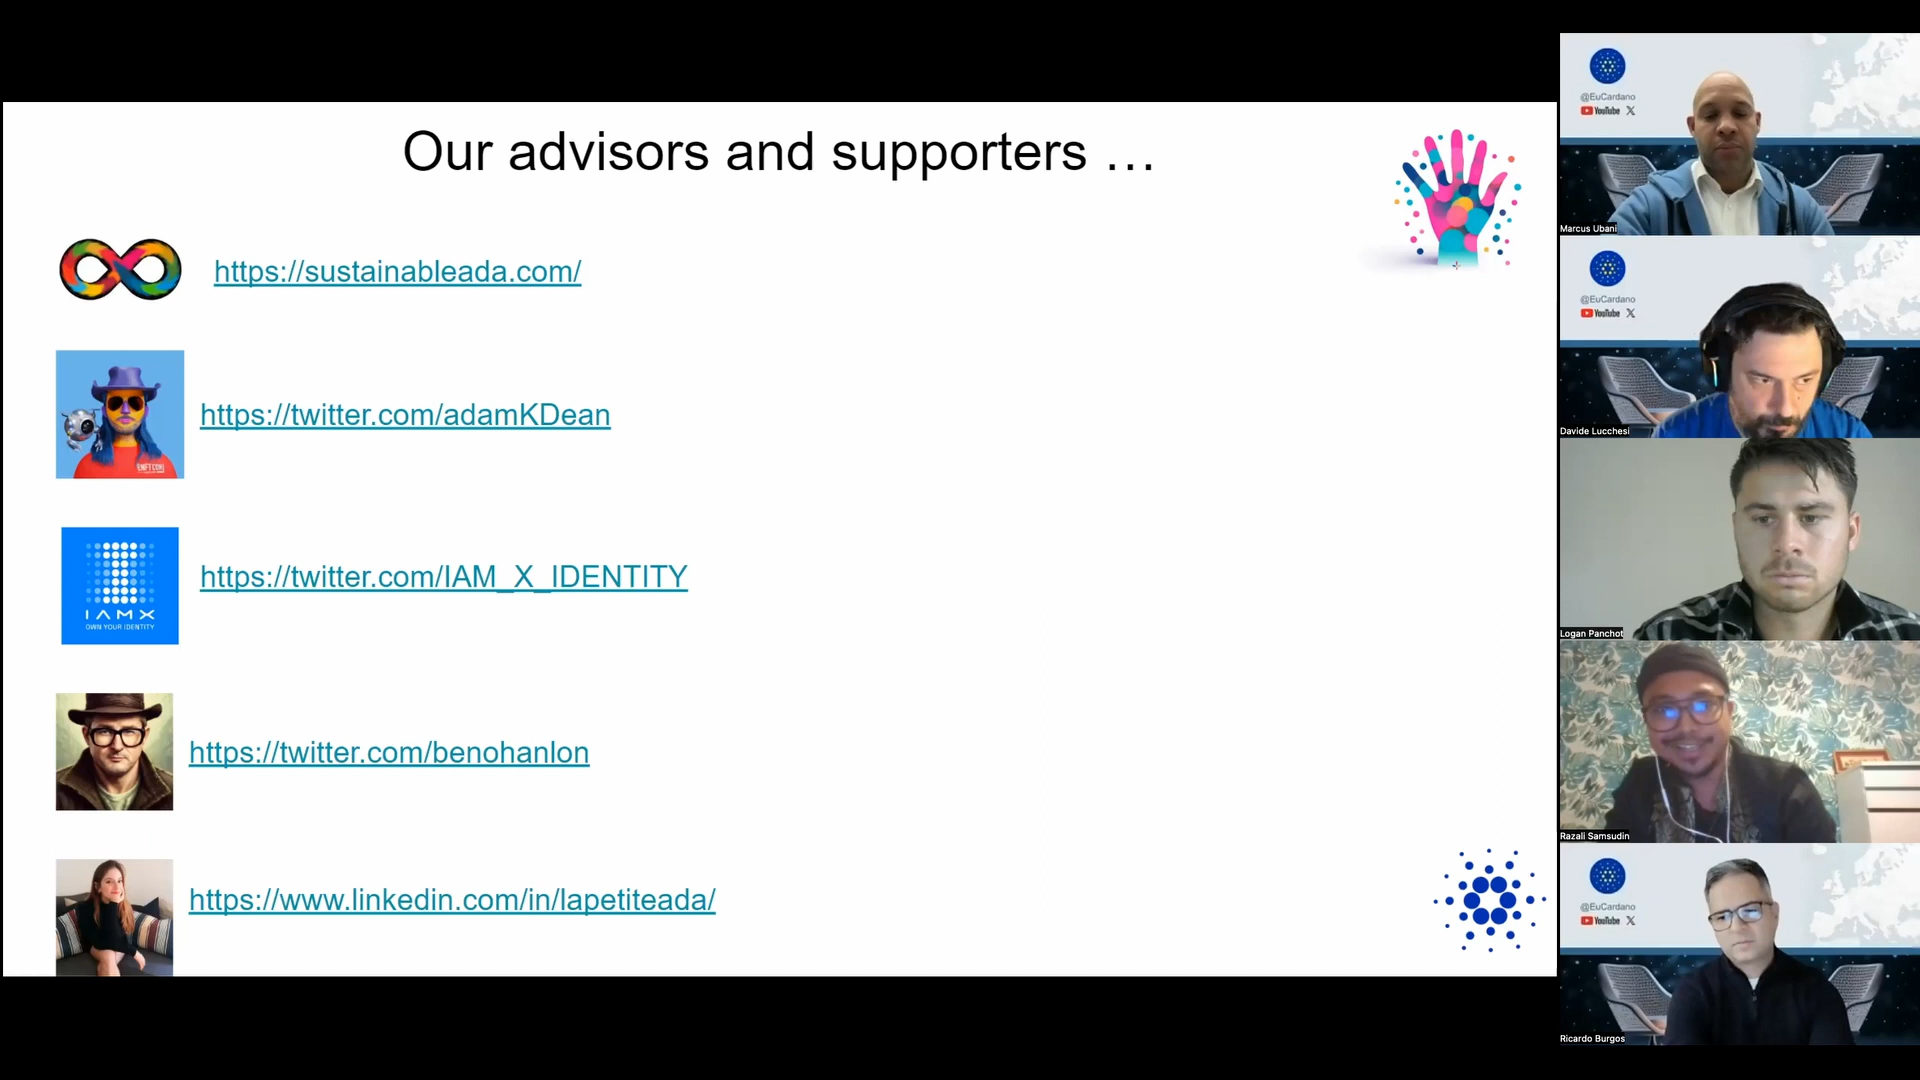 Our advisors and supporters …
https://sustainableada.com/
https://twitter.com/adamKDean
https://twitter.com/IAM_X_IDENTITY
IAMX
OWN YOUR IDENTITY
https://twitter.com/benohanlon
https://www.linkedin.com/in/lapetiteada/
@EuCardano
YouTube X
Marcus Ubani
@EuCardano
YouTube X
Davide Lucchesi
Logan Panchot
Razali Samsudin
@EuCardano
YouTube X
Ricardo Burgos